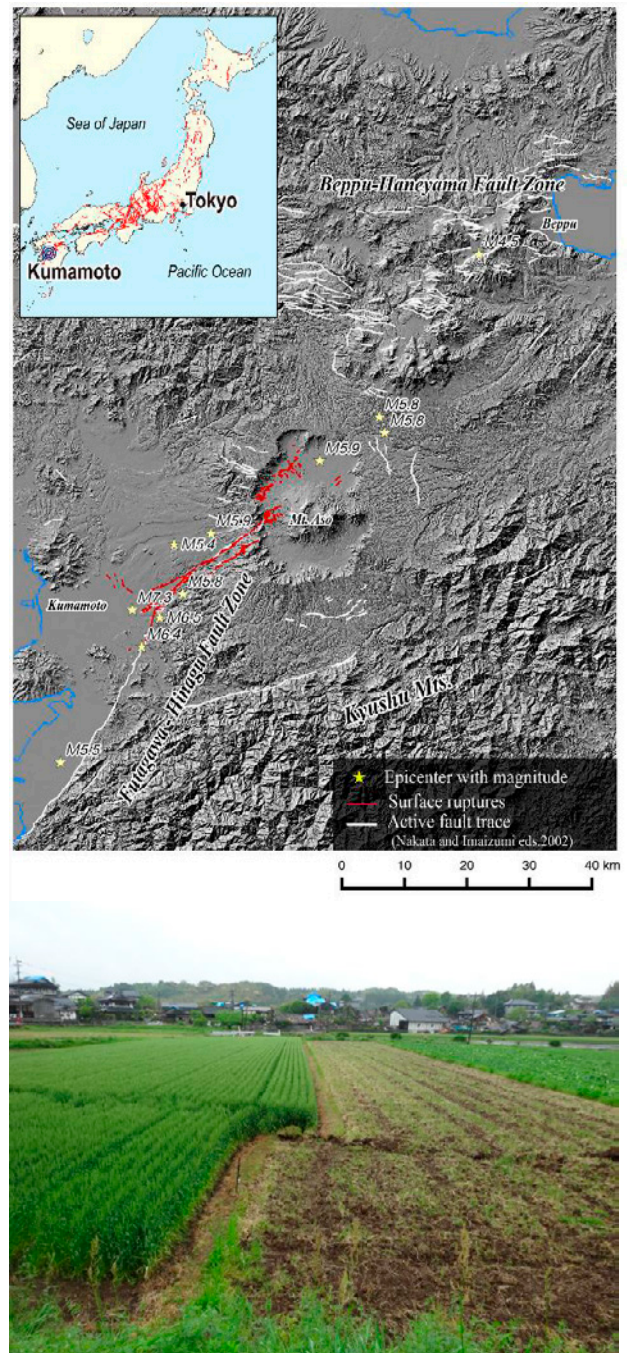 Sea of Japan
Tokyo
Kumamoto
Pacific Ocean
Beppu-Haneyama Fault Zone
Beppu
M4.5
M5.8
M5.8
M5.9
Mt. Aso
M5.9
M5.4
M5.8
Kumamoto
M7.3
M6.5
M6.4
Futagawa-Hinagu Fault Zone
Kyushu Mts.
M5.5
Epicenter with magnitude
Surface ruptures
Active fault trace
(Nakata and Imaizumi eds.2002)
0 10 20 30 40 km